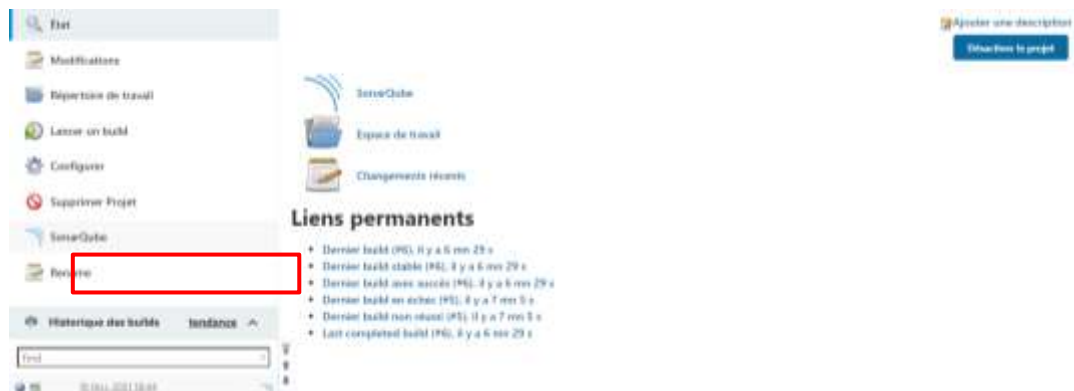 État
Modifications
Répertoire de travail
Lancer un build
Configurer
Supprimer Projet
SonarQube
Rename
Historique des builds tendance
find
Ajouter une description
Désactiver le projet
SonarQube
Espace de travail
Changements récents
Liens permanents
Dernier build (#6), il y a 6 mn 29 s
Dernier build stable (#6), il y a 6 mn 29 s
Dernier build avec succès (#6), il y a 6 mn 29 s
Dernier build en échec (#5), il y a 7 mn 5 s
Dernier build non réussi (#5), il y a 7 mn 5 s
Last completed build (#6), il y a 6 mn 29 s